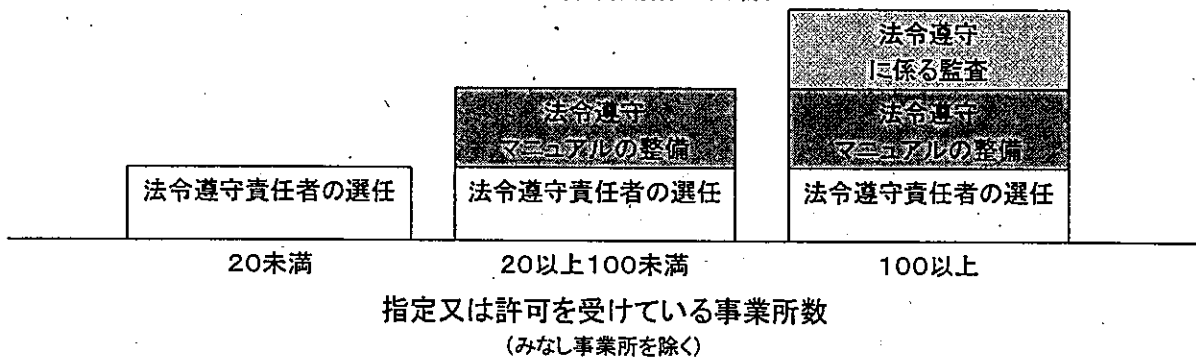 法令遵守
に係る監査
法令遵守
マニュアルの整備
法令遵守
マニュアルの整備
法令遵守責任者の選任
法令遵守責任者の選任
法令遵守責任者の選任
20未満
20以上100未満
100以上
指定又は許可を受けている事業所数
(みなし事業所を除く)